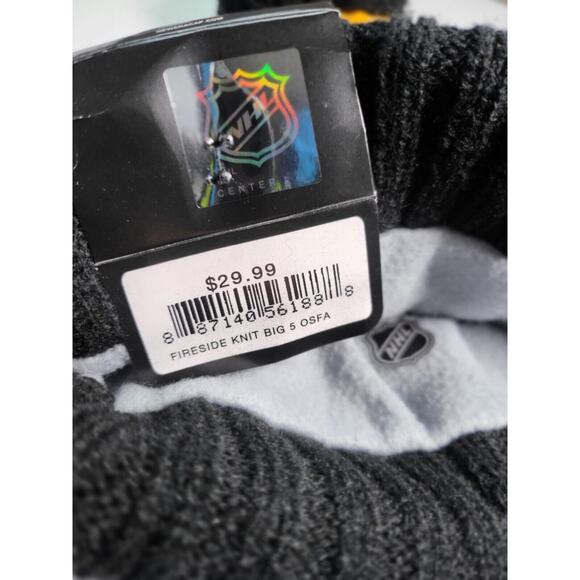 NHL
CENTER
$29.99
8 87140 56188 8
FIRESIDE KNIT BIG 5 OSFA
NHL